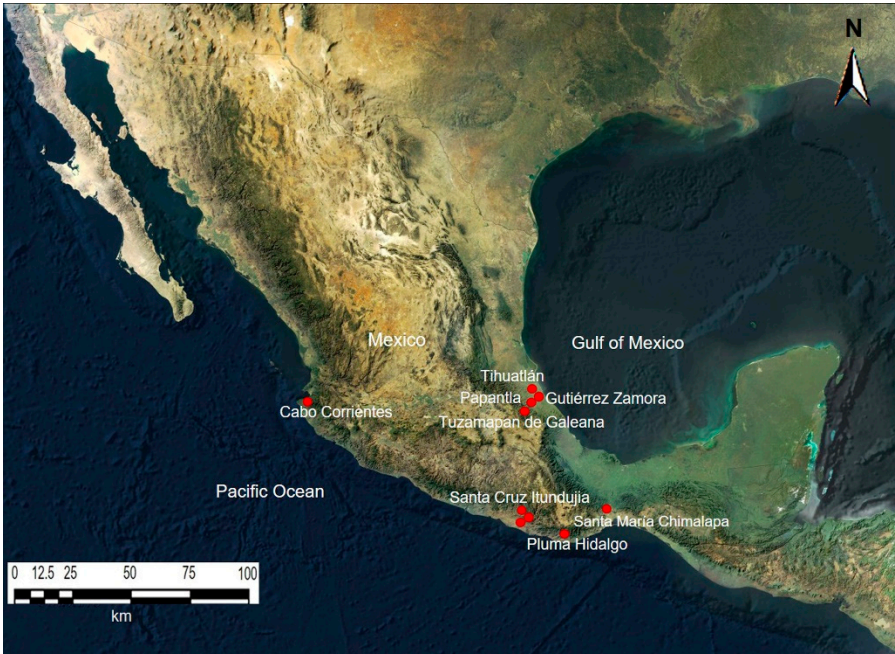 N
Mexico
Gulf of Mexico
Tihuatlán
Papantla
Gutiérrez Zamora
Cabo Corrientes
Tuzamapan de Galeana
Pacific Ocean
Santa Cruz Itundujia
Santa María Chimalapa
Pluma Hidalgo
0 12.5 25 50 75 100
km